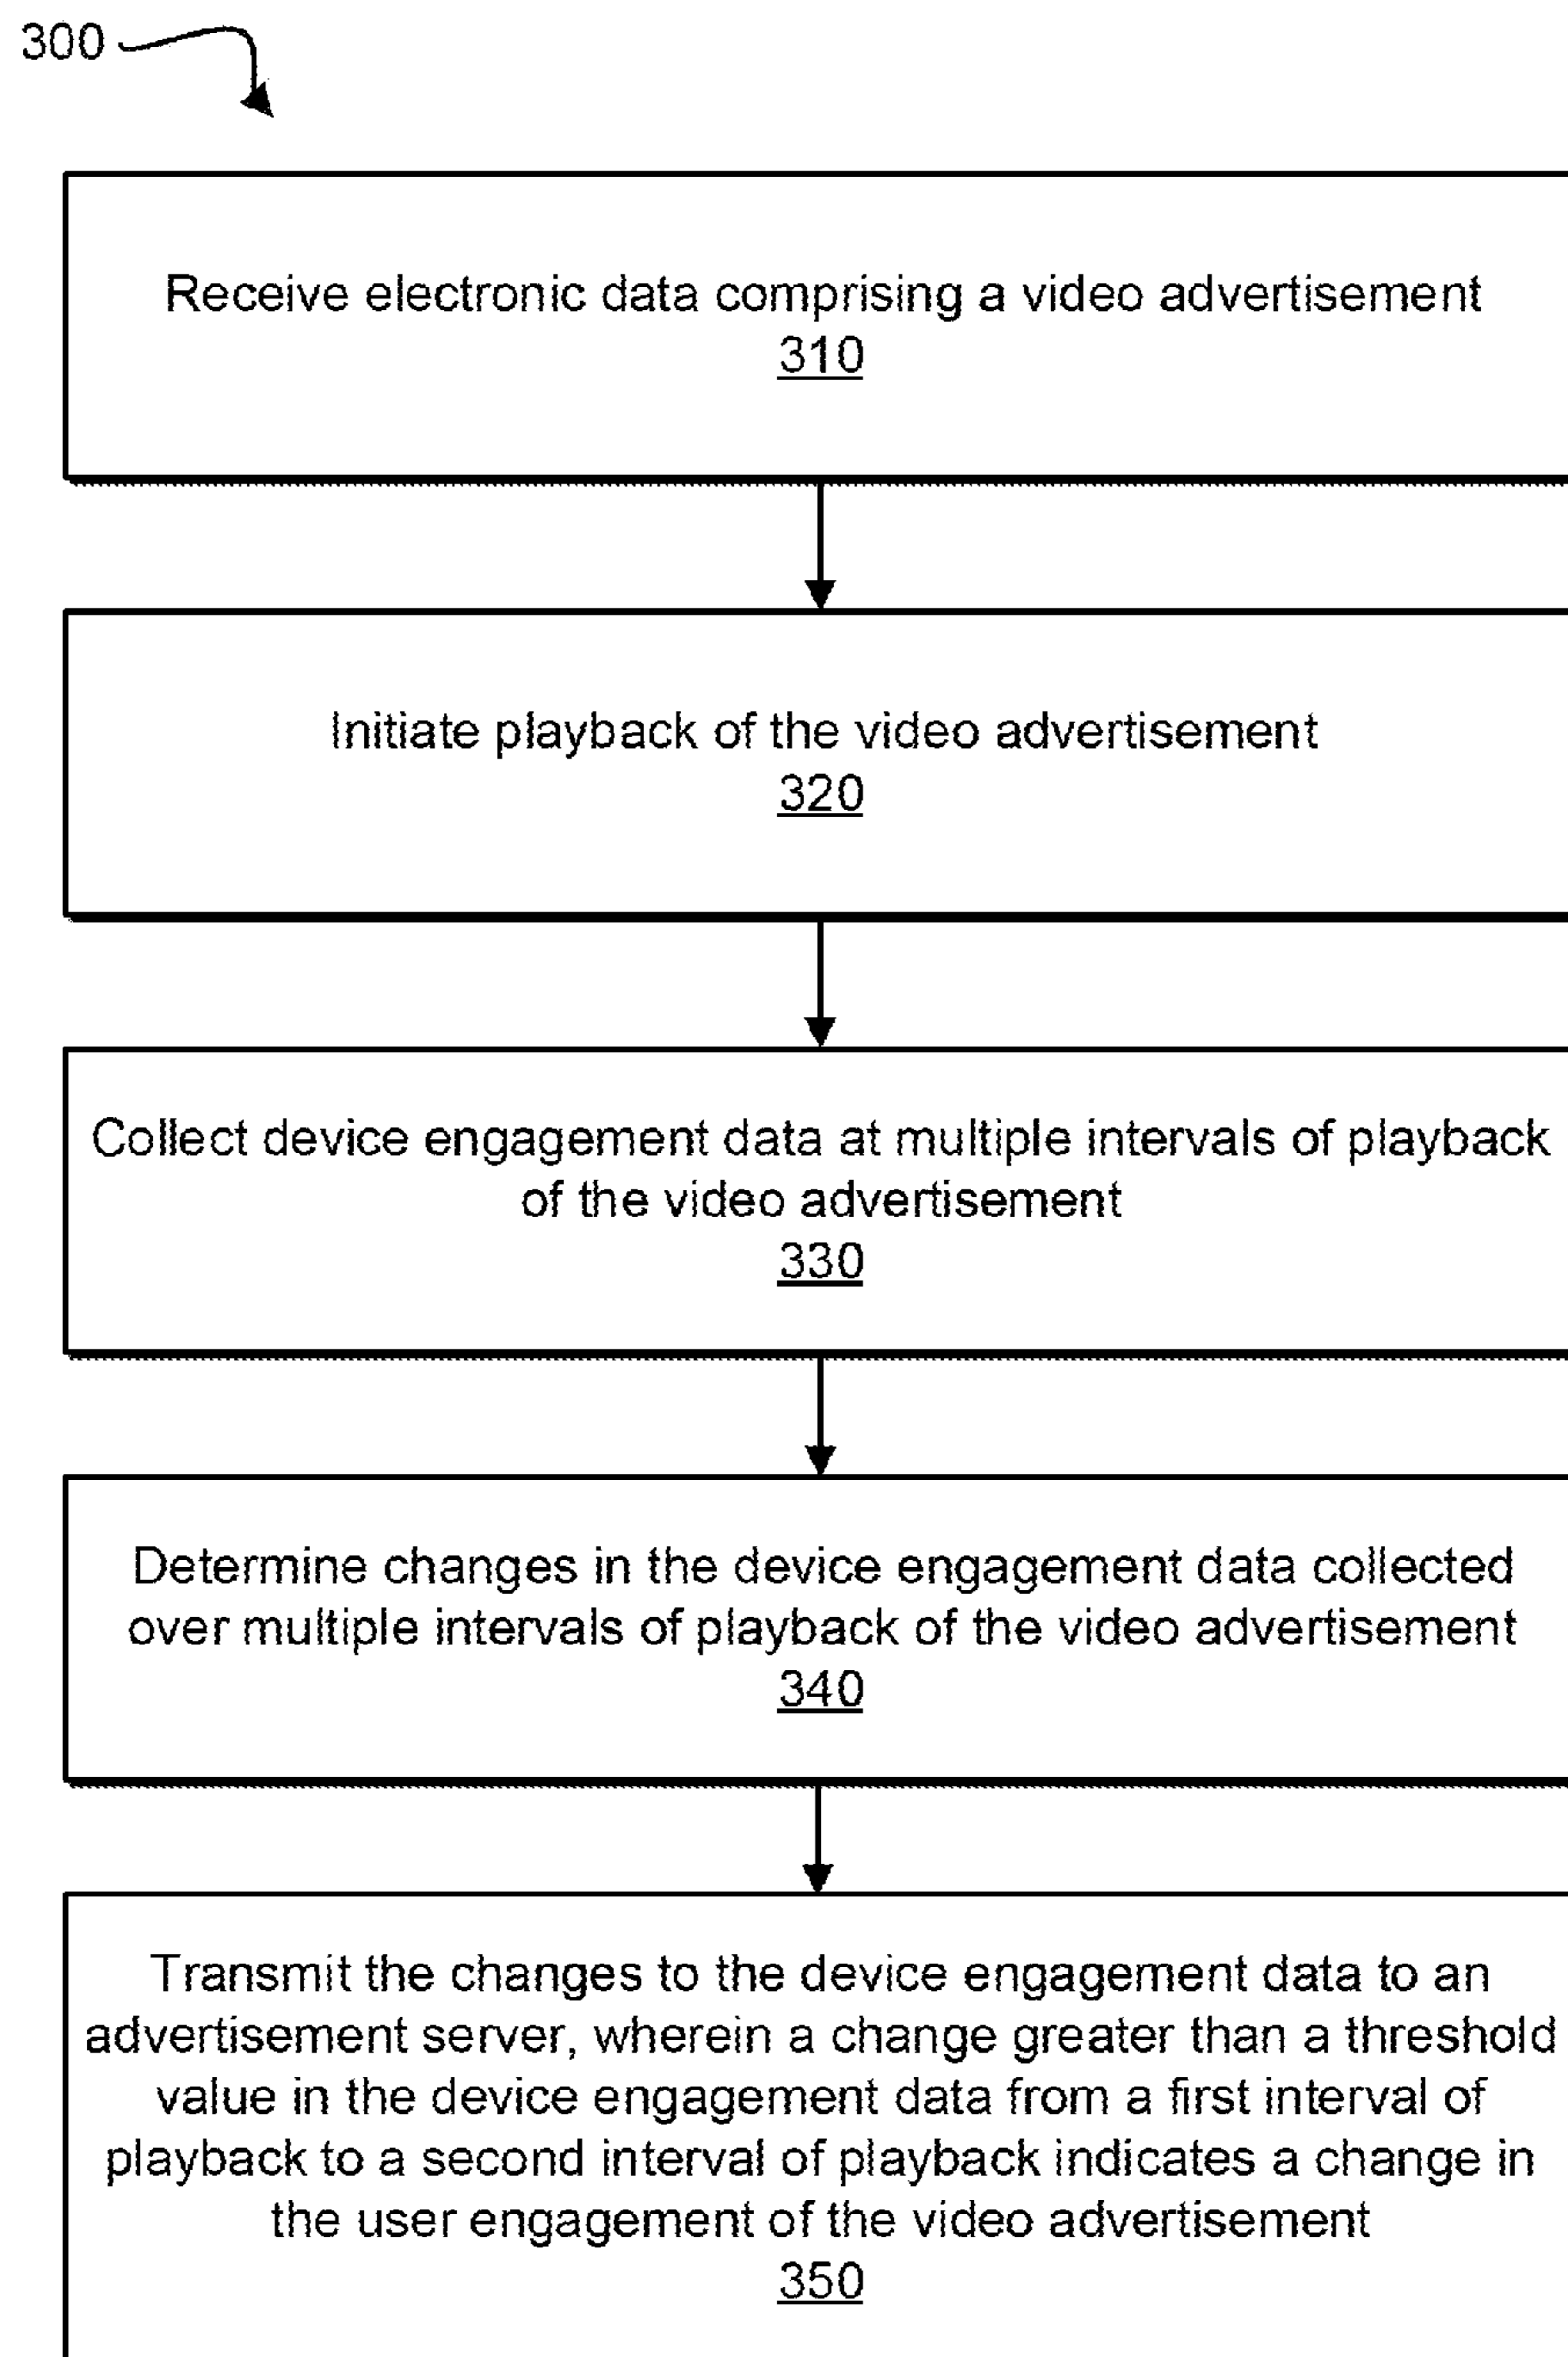 300
Receive electronic data comprising a video advertisement
310
Initiate playback of the video advertisement
320
Collect device engagement data at multiple intervals of playback
of the video advertisement
330
Determine changes in the device engagement data collected
over multiple intervals of playback of the video advertisement
340
Transmit the changes to the device engagement data to an
advertisement server, wherein a change greater than a threshold
value in the device engagement data from a first interval of
playback to a second interval of playback indicates a change in
the user engagement of the video advertisement
350